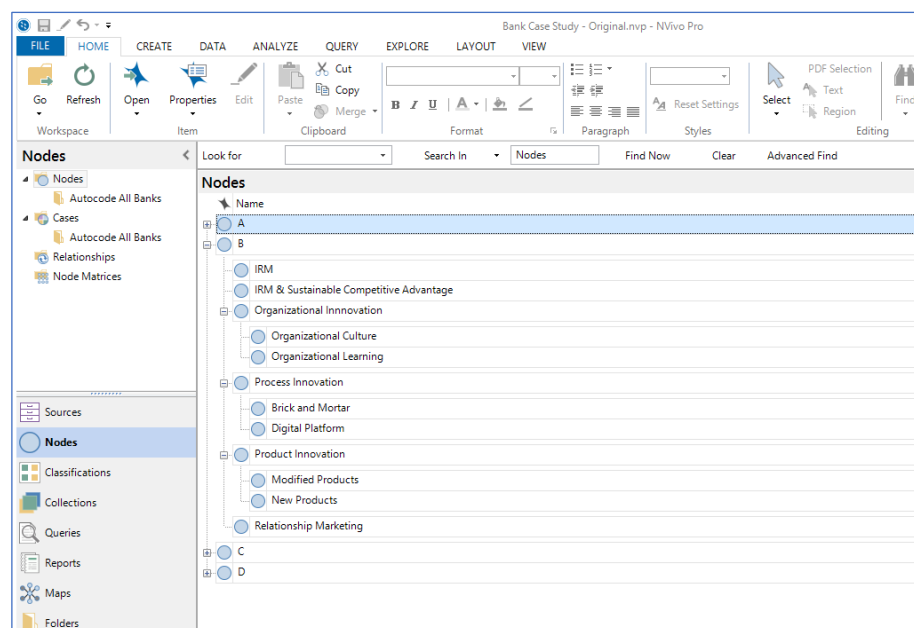 Bank Case Study - Original.nvp - NVivo Pro
FILE HOME CREATE DATA ANALYZE QUERY EXPLORE LAYOUT VIEW
Go Refresh Open Properties Edit Paste Cut Copy Merge B I U A Reset Settings Select PDF Selection Text Region Find
Workspace Item Clipboard Format Paragraph Styles Editing
Nodes Look for Search In Nodes Find Now Clear Advanced Find
Nodes
Autocode All Banks
Cases
Autocode All Banks
Relationships
Node Matrices
Sources
Nodes
Classifications
Collections
Queries
Reports
Maps
Folders
Nodes
Name
A
B
IRM
IRM & Sustainable Competitive Advantage
Organizational Innnovation
Organizational Culture
Organizational Learning
Process Innovation
Brick and Mortar
Digital Platform
Product Innovation
Modified Products
New Products
Relationship Marketing
C
D